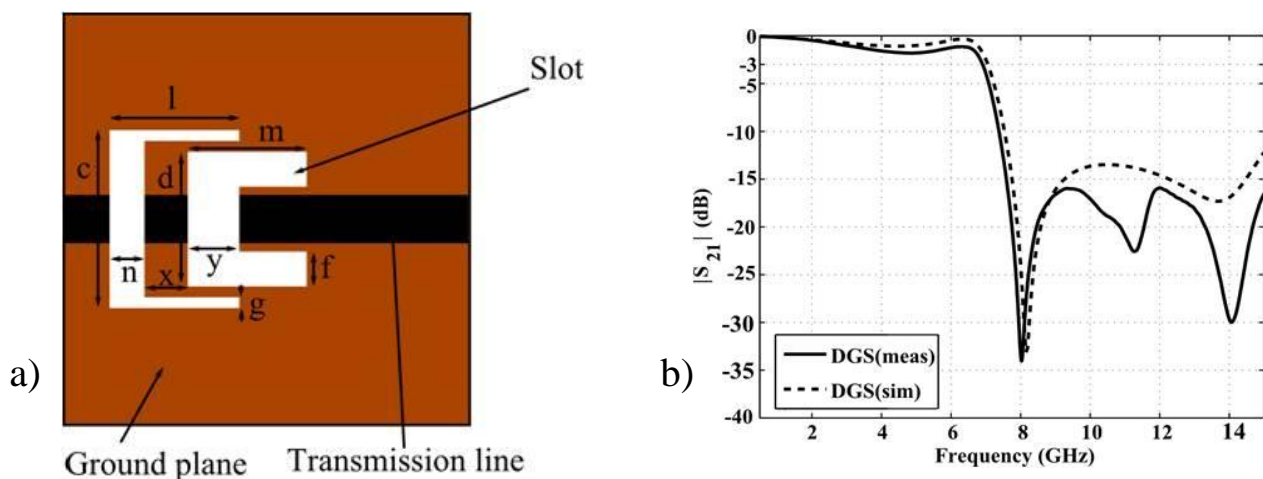 Slot
l
m
c
d
n
x
y
f
g
a)
Ground plane
Transmission line
0
-3
-5
-10
-15
-20
-25
-30
-35
-40
|S21| (dB)
DGS(meas)
DGS(sim)
2 4 6 8 10 12 14
Frequency (GHz)
b)